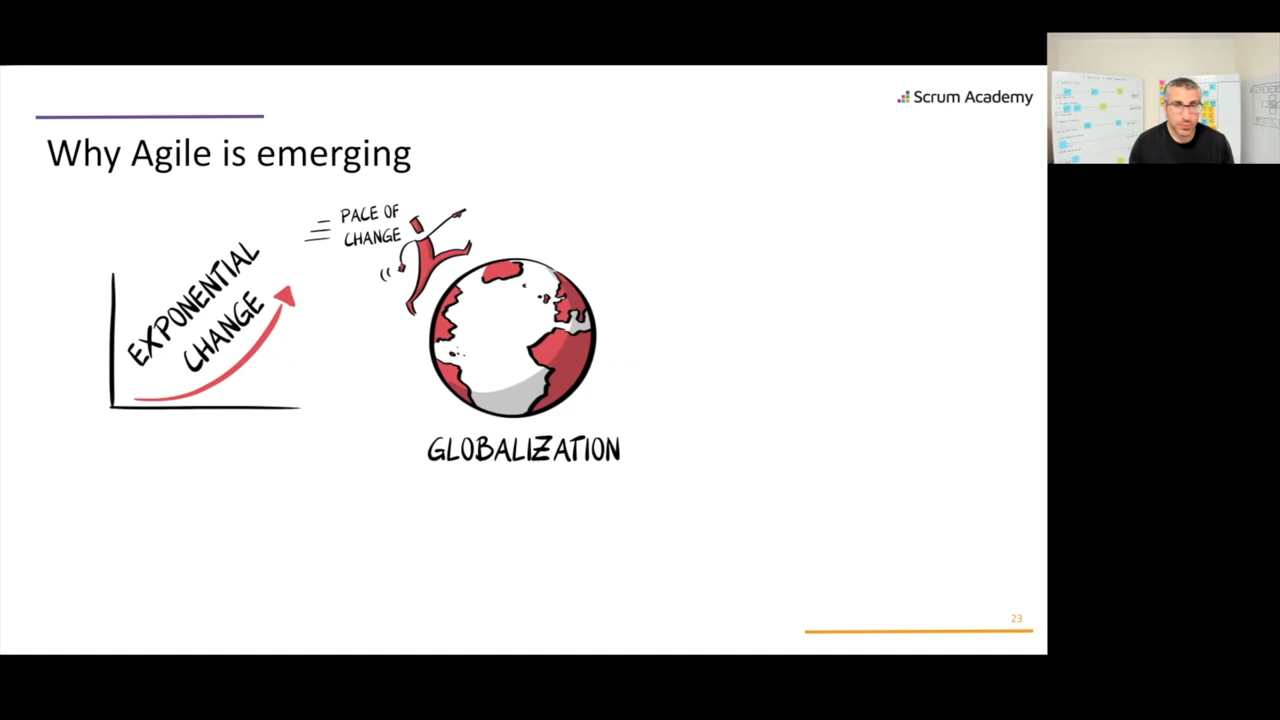 Scrum Academy
Why Agile is emerging
PACE OF
CHANGE
EXPONENTIAL
CHANGE
GLOBALIZATION
23